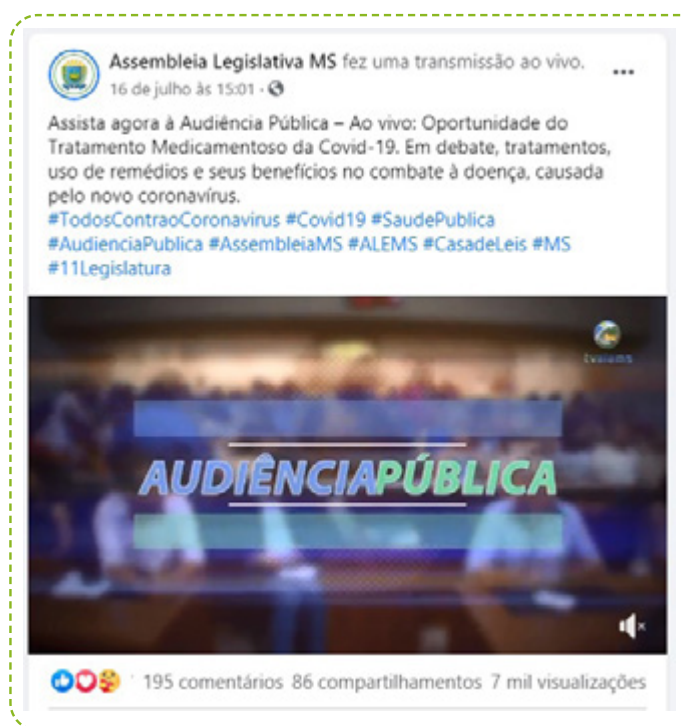 Assembleia Legislativa MS fez uma transmissão ao vivo.
16 de julho às 15:01 ·
Assista agora à Audiência Pública – Ao vivo: Oportunidade do
Tratamento Medicamentoso da Covid-19. Em debate, tratamentos,
uso de remédios e seus benefícios no combate à doença, causada
pelo novo coronavírus.
#TodosContraoCoronavirus #Covid19 #SaudePublica
#AudienciaPublica #AssembleiaMS #ALEMS #CasadeLeis #MS
#11Legislatura
AUDIÊNCIAPÚBLICA
195 comentários 86 compartilhamentos 7 mil visualizações